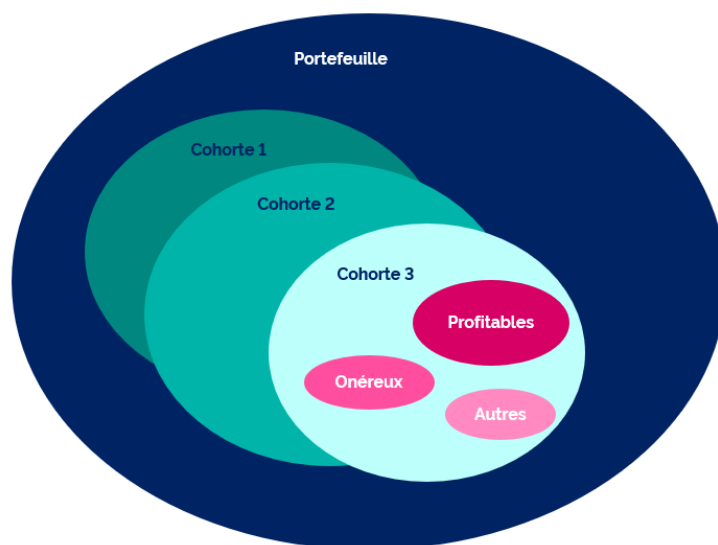 Portefeuille
Cohorte 1
Cohorte 2
Cohorte 3
Profitables
Onéreux
Autres